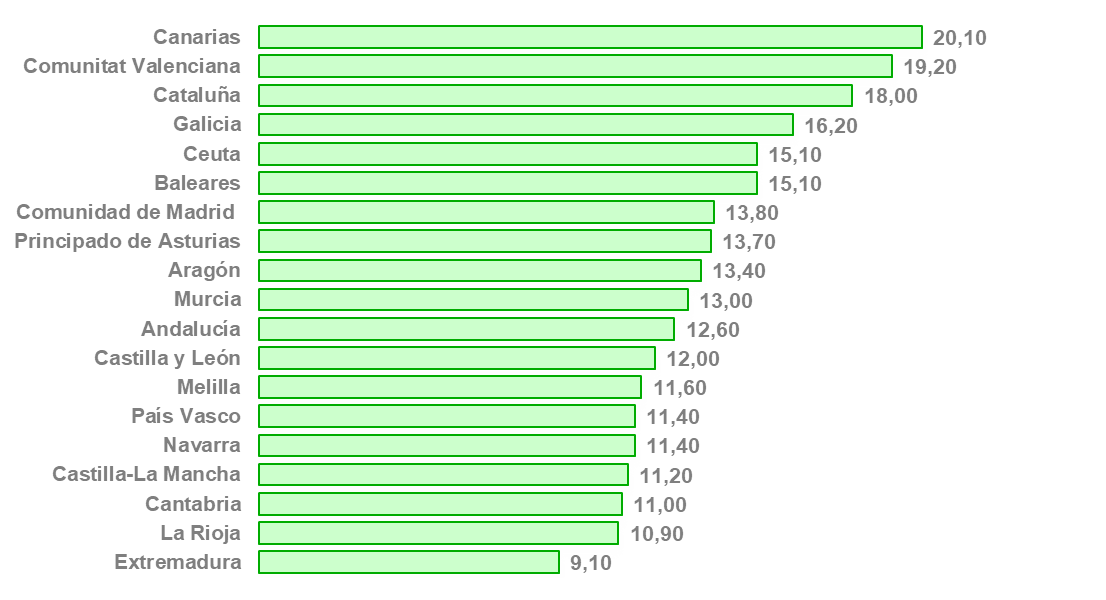 Canarias 20,10
Comunitat Valenciana 19,20
Cataluña 18,00
Galicia 16,20
Ceuta 15,10
Baleares 15,10
Comunidad de Madrid 13,80
Principado de Asturias 13,70
Aragón 13,40
Murcia 13,00
Andalucía 12,60
Castilla y León 12,00
Melilla 11,60
País Vasco 11,40
Navarra 11,40
Castilla-La Mancha 11,20
Cantabria 11,00
La Rioja 10,90
Extremadura 9,10